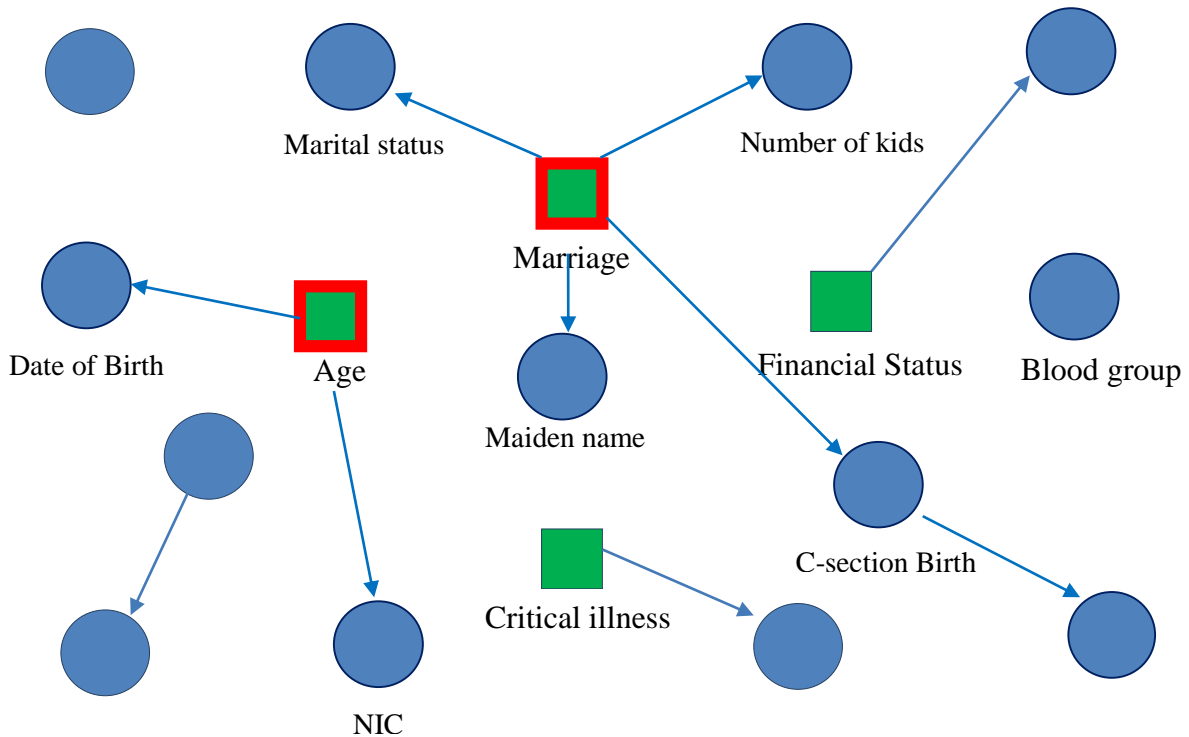 Marital status
Number of kids
Marriage
Date of Birth
Age
Financial Status
Blood group
Maiden name
C-section Birth
Critical illness
NIC